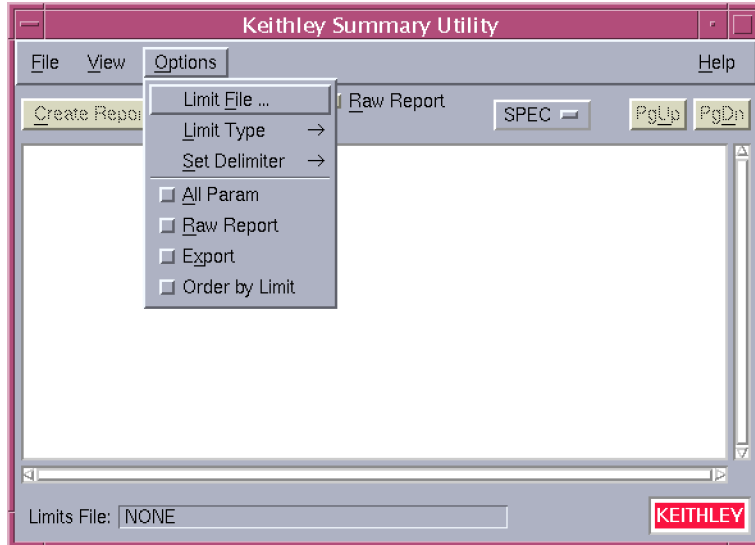 Keithley Summary Utility
File View Options Help
Create Repor Raw Report SPEC PgUp PgDn
Limit File ...
Limit Type →
Set Delimiter →
All Param
Raw Report
Export
Order by Limit
Limits File: NONE
KEITHLEY